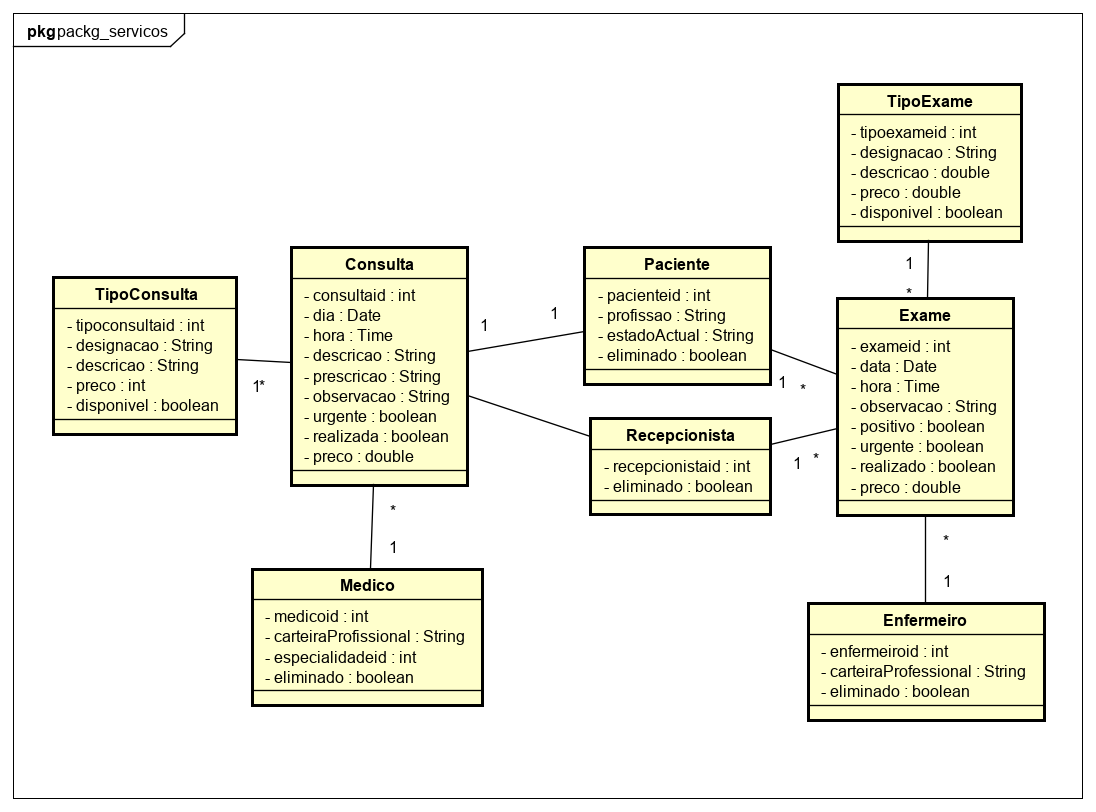 pkg packg_servicos
TipoExame
- tipoexameid : int
- designacao : String
- descricao : double
- preco : double
- disponivel : boolean
1
*
TipoConsulta
- tipoconsultaid : int
- designacao : String
- descricao : String
- preco : int
- disponivel : boolean
1 *
Consulta
- consultaid : int
- dia : Date
- hora : Time
- descricao : String
- prescricao : String
- observacao : String
- urgente : boolean
- realizada : boolean
- preco : double
1
1
Paciente
- pacienteid : int
- profissao : String
- estadoActual : String
- eliminado : boolean
1
*
Recepcionista
- recepcionistaid : int
- eliminado : boolean
1
*
Exame
- exameid : int
- data : Date
- hora : Time
- observacao : String
- positivo : boolean
- urgente : boolean
- realizado : boolean
- preco : double
*
1
Medico
- medicoid : int
- carteiraProfissional : String
- especialidadeid : int
- eliminado : boolean
*
1
Enfermeiro
- enfermeiroid : int
- carteiraProfessional : String
- eliminado : boolean